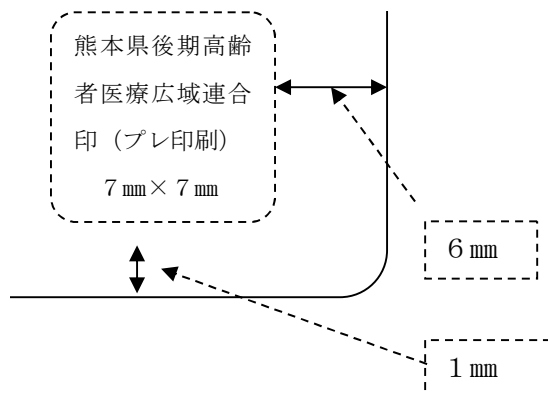 熊本県後期高齢
者医療広域連合
印（プレ印刷）
７㎜×７㎜
６㎜
１㎜